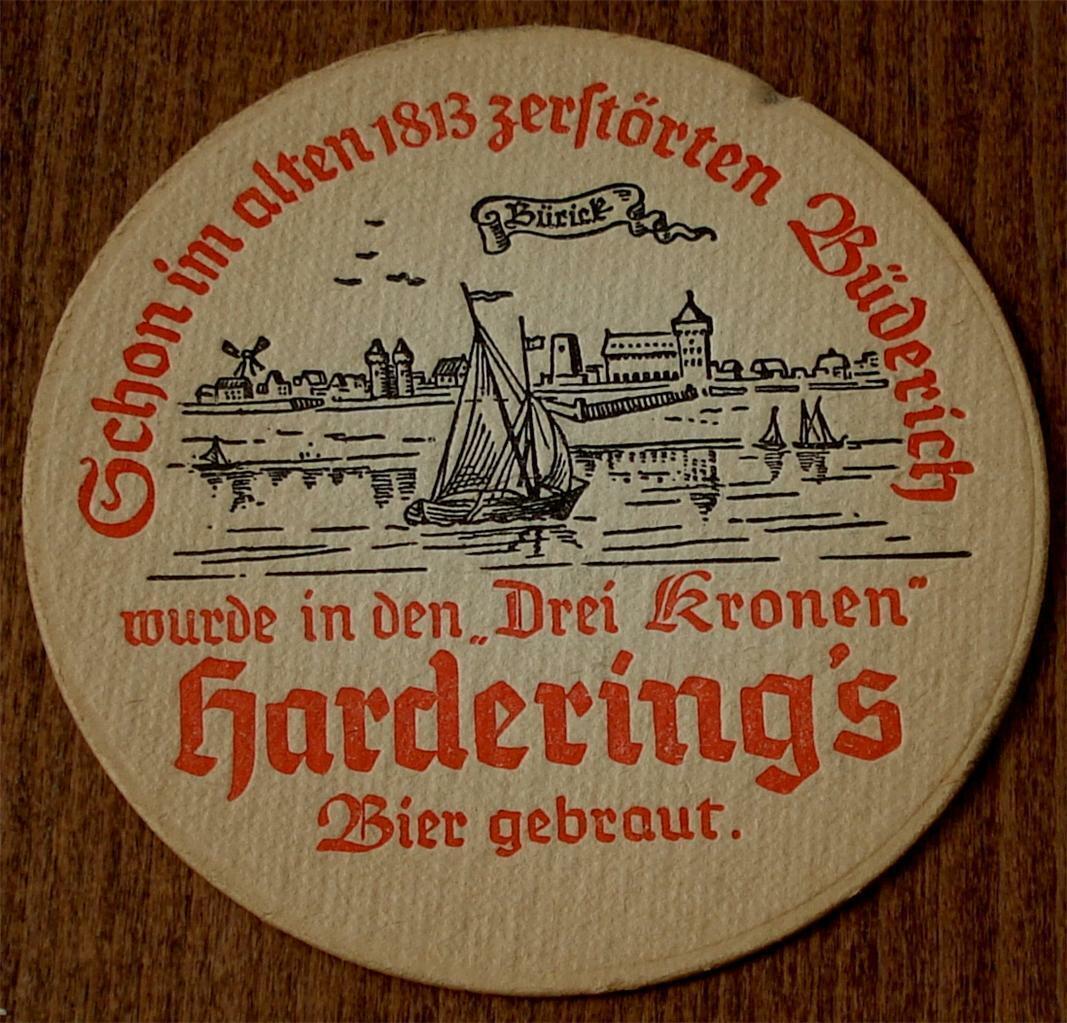 Schon im alten 1813 zerstörten Büderich
Bürick
wurde in den „Drei Kronen“
Hardering's
Bier gebraut.